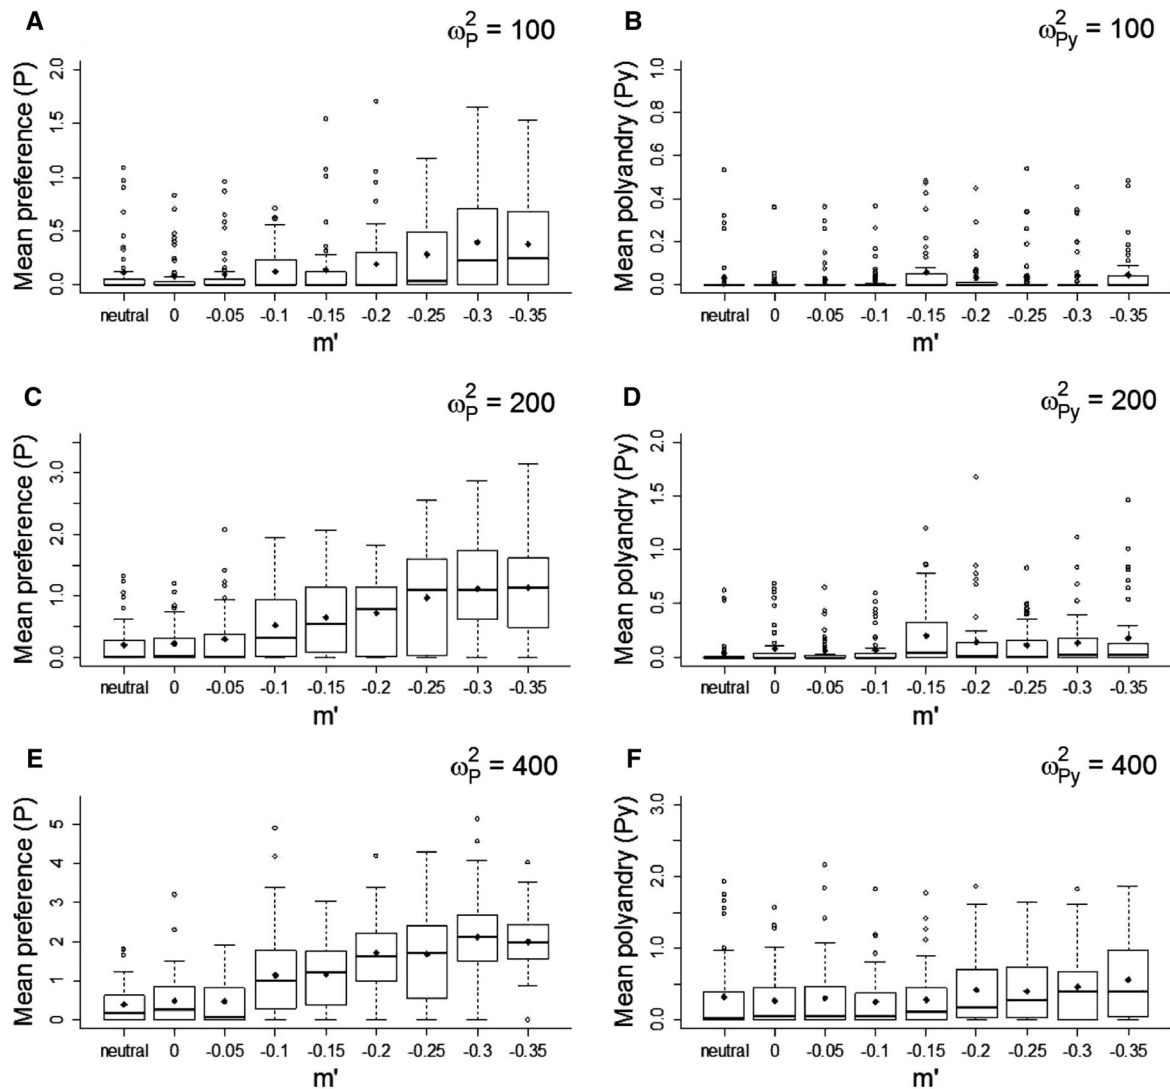 A
ω²P = 100
Mean preference (P)
2.0
1.5
1.0
0.5
0.0
neutral 0 -0.05 -0.1 -0.15 -0.2 -0.25 -0.3 -0.35
m'
B
ω²Py = 100
Mean polyandry (Py)
1.0
0.8
0.6
0.4
0.2
0.0
neutral 0 -0.05 -0.1 -0.15 -0.2 -0.25 -0.3 -0.35
m'
C
ω²P = 200
Mean preference (P)
3.0
2.0
1.0
0.0
neutral 0 -0.05 -0.1 -0.15 -0.2 -0.25 -0.3 -0.35
m'
D
ω²Py = 200
Mean polyandry (Py)
2.0
1.5
1.0
0.5
0.0
neutral 0 -0.05 -0.1 -0.15 -0.2 -0.25 -0.3 -0.35
m'
E
ω²P = 400
Mean preference (P)
5
4
3
2
1
0
neutral 0 -0.05 -0.1 -0.15 -0.2 -0.25 -0.3 -0.35
m'
F
ω²Py = 400
Mean polyandry (Py)
3.0
2.0
1.0
0.0
neutral 0 -0.05 -0.1 -0.15 -0.2 -0.25 -0.3 -0.35
m'